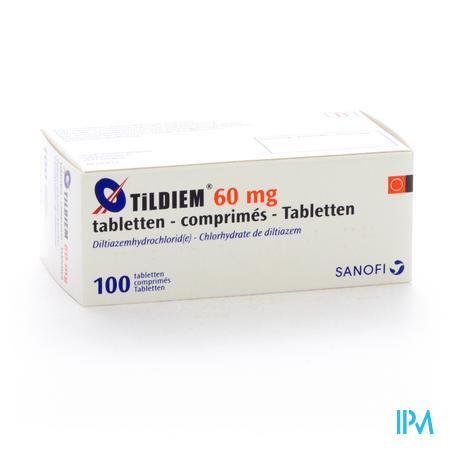 TiLDIEM® 60 mg
tabletten - comprimés - Tabletten
Diltiazemhydrochlorid(e) - Chlorhydrate de diltiazem
100 tabletten
comprimés
Tabletten
SANOFI
IPM